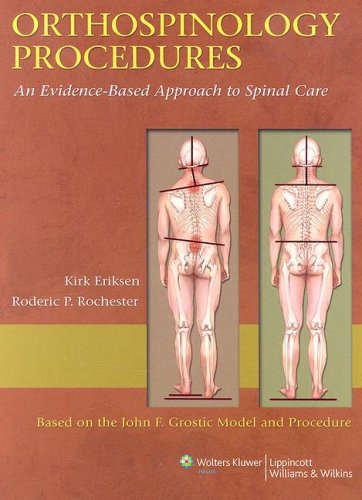 ORTHOSPINOLOGY
PROCEDURES
An Evidence-Based Approach to Spinal Care
Kirk Eriksen
Roderic P. Rochester
Based on the John F. Grostic Model and Procedure
Wolters Kluwer
Health
Lippincott
Williams & Wilkins